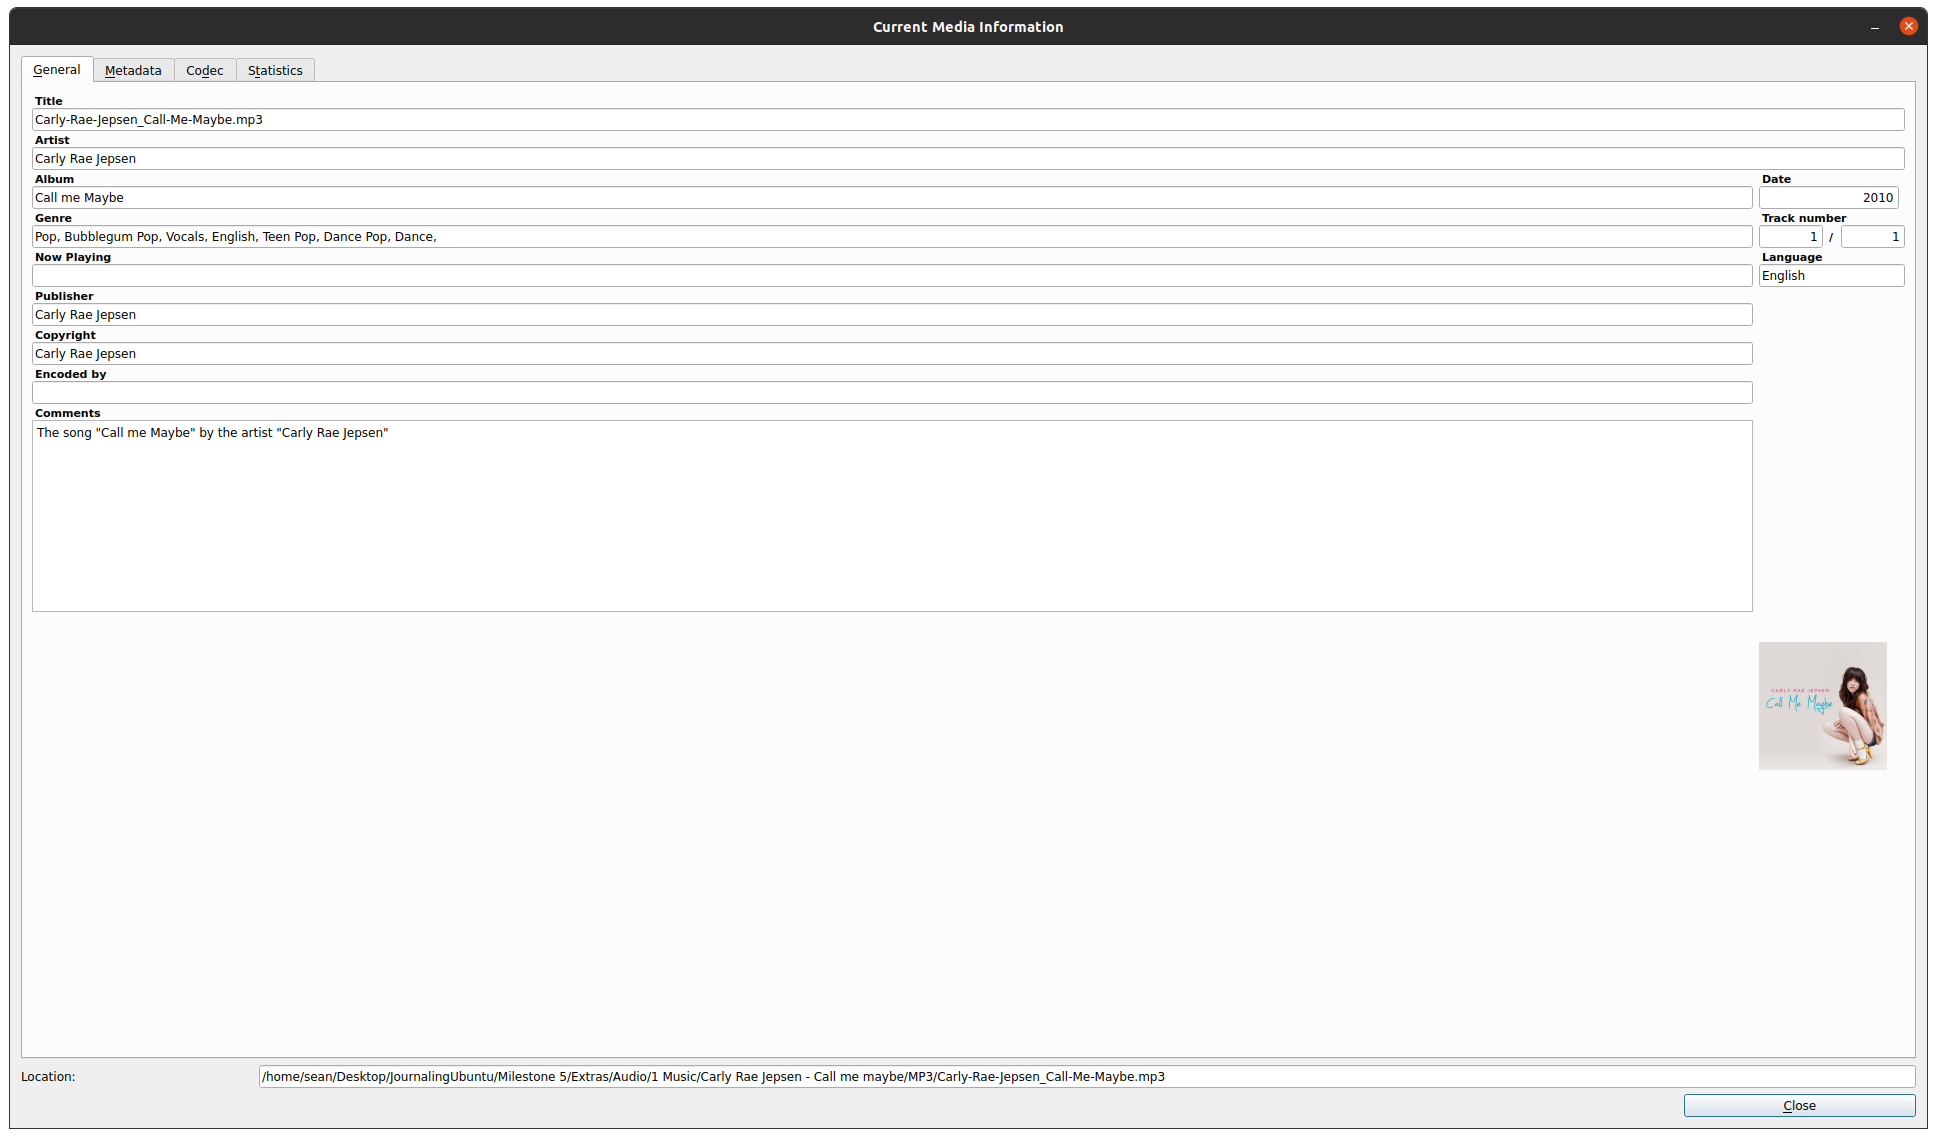 Current Media Information
General Metadata Codec Statistics
Title
Carly-Rae-Jepsen_Call-Me-Maybe.mp3
Artist
Carly Rae Jepsen
Album Date
Call me Maybe 2010
Genre Track number
Pop, Bubblegum Pop, Vocals, English, Teen Pop, Dance Pop, Dance, 1 / 1
Now Playing Language
English
Publisher
Carly Rae Jepsen
Copyright
Carly Rae Jepsen
Encoded by
Comments
The song "Call me Maybe" by the artist "Carly Rae Jepsen"
CARLY RAE JEPSEN
Call Me Maybe
Location: /home/sean/Desktop/JournalingUbuntu/Milestone 5/Extras/Audio/1 Music/Carly Rae Jepsen - Call me maybe/MP3/Carly-Rae-Jepsen_Call-Me-Maybe.mp3
Close